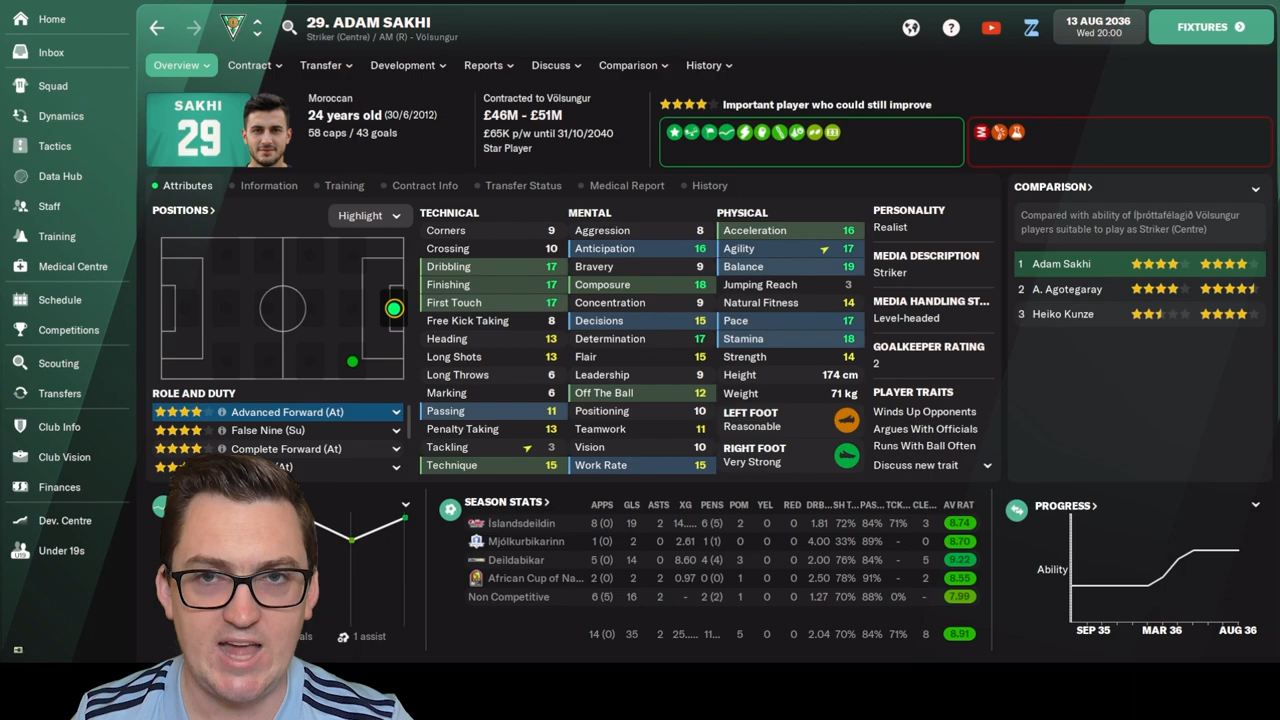 Home
Inbox
Squad
Dynamics
Tactics
Data Hub
Staff
Training
Medical Centre
Schedule
Competitions
Scouting
Transfers
Club Info
Club Vision
Finances
Dev. Centre
Under 19s
29. ADAM SAKHI
Striker (Centre) / AM (R) - Völsungur
13 AUG 2036
Wed 20:00
FIXTURES
Overview Contract Transfer Development Reports Discuss Comparison History
SAKHI
29
Moroccan
24 years old (30/6/2012)
58 caps / 43 goals
Contracted to Völsungur
£46M - £51M
£65K p/w until 31/10/2040
Star Player
Important player who could still improve
Attributes Information Training Contract Info Transfer Status Medical Report History
POSITIONS>
Highlight
ROLE AND DUTY
Advanced Forward (At)
False Nine (Su)
Complete Forward (At)
(At)
TECHNICAL
Corners 9
Crossing 10
Dribbling 17
Finishing 17
First Touch 17
Free Kick Taking 8
Heading 13
Long Shots 13
Long Throws 6
Marking 6
Passing 11
Penalty Taking 13
Tackling 3
Technique 15
MENTAL
Aggression 8
Anticipation 16
Bravery 9
Composure 18
Concentration 9
Decisions 15
Determination 17
Flair 15
Leadership 9
Off The Ball 12
Positioning 10
Teamwork 11
Vision 10
Work Rate 15
PHYSICAL
Acceleration 16
Agility 17
Balance 19
Jumping Reach 3
Natural Fitness 14
Pace 17
Stamina 18
Strength 14
Height 174 cm
Weight 71 kg
LEFT FOOT
Reasonable
RIGHT FOOT
Very Strong
PERSONALITY
Realist
MEDIA DESCRIPTION
Striker
MEDIA HANDLING ST...
Level-headed
GOALKEEPER RATING
2
PLAYER TRAITS
Winds Up Opponents
Argues With Officials
Runs With Ball Often
Discuss new trait
COMPARISON>
Compared with ability of Íþróttafélagið Völsungur
players suitable to play as Striker (Centre)
1 Adam Sakhi
2 A. Agotegaray
3 Heiko Kunze
als 1 assist
SEASON STATS> APPS GLS ASTS XG PENS POM YEL RED DRB... SH T... PAS... TCK... CLE... AV RAT
Íslandsdeildin 8 (0) 19 2 14.... 6 (5) 2 0 0 1.81 72% 84% 71% 3 8.74
Mjólkurbikarinn 1 (0) 2 0 2.61 1 (1) 0 0 0 4.00 33% 89% - 0 8.70
Deildabikar 5 (0) 14 0 8.60 4 (4) 3 0 0 2.00 76% 84% - 5 9.22
African Cup of Na... 2 (0) 2 2 0.97 0 (0) 1 0 0 2.50 78% 91% - 2 8.55
Non Competitive 6 (5) 16 2 - 2 (2) 1 0 0 1.27 70% 88% 0% - 7.99
14 (0) 35 2 25.... 11... 5 0 0 2.04 70% 84% 71% 8 8.91
PROGRESS>
Ability
SEP 35 MAR 36 AUG 36